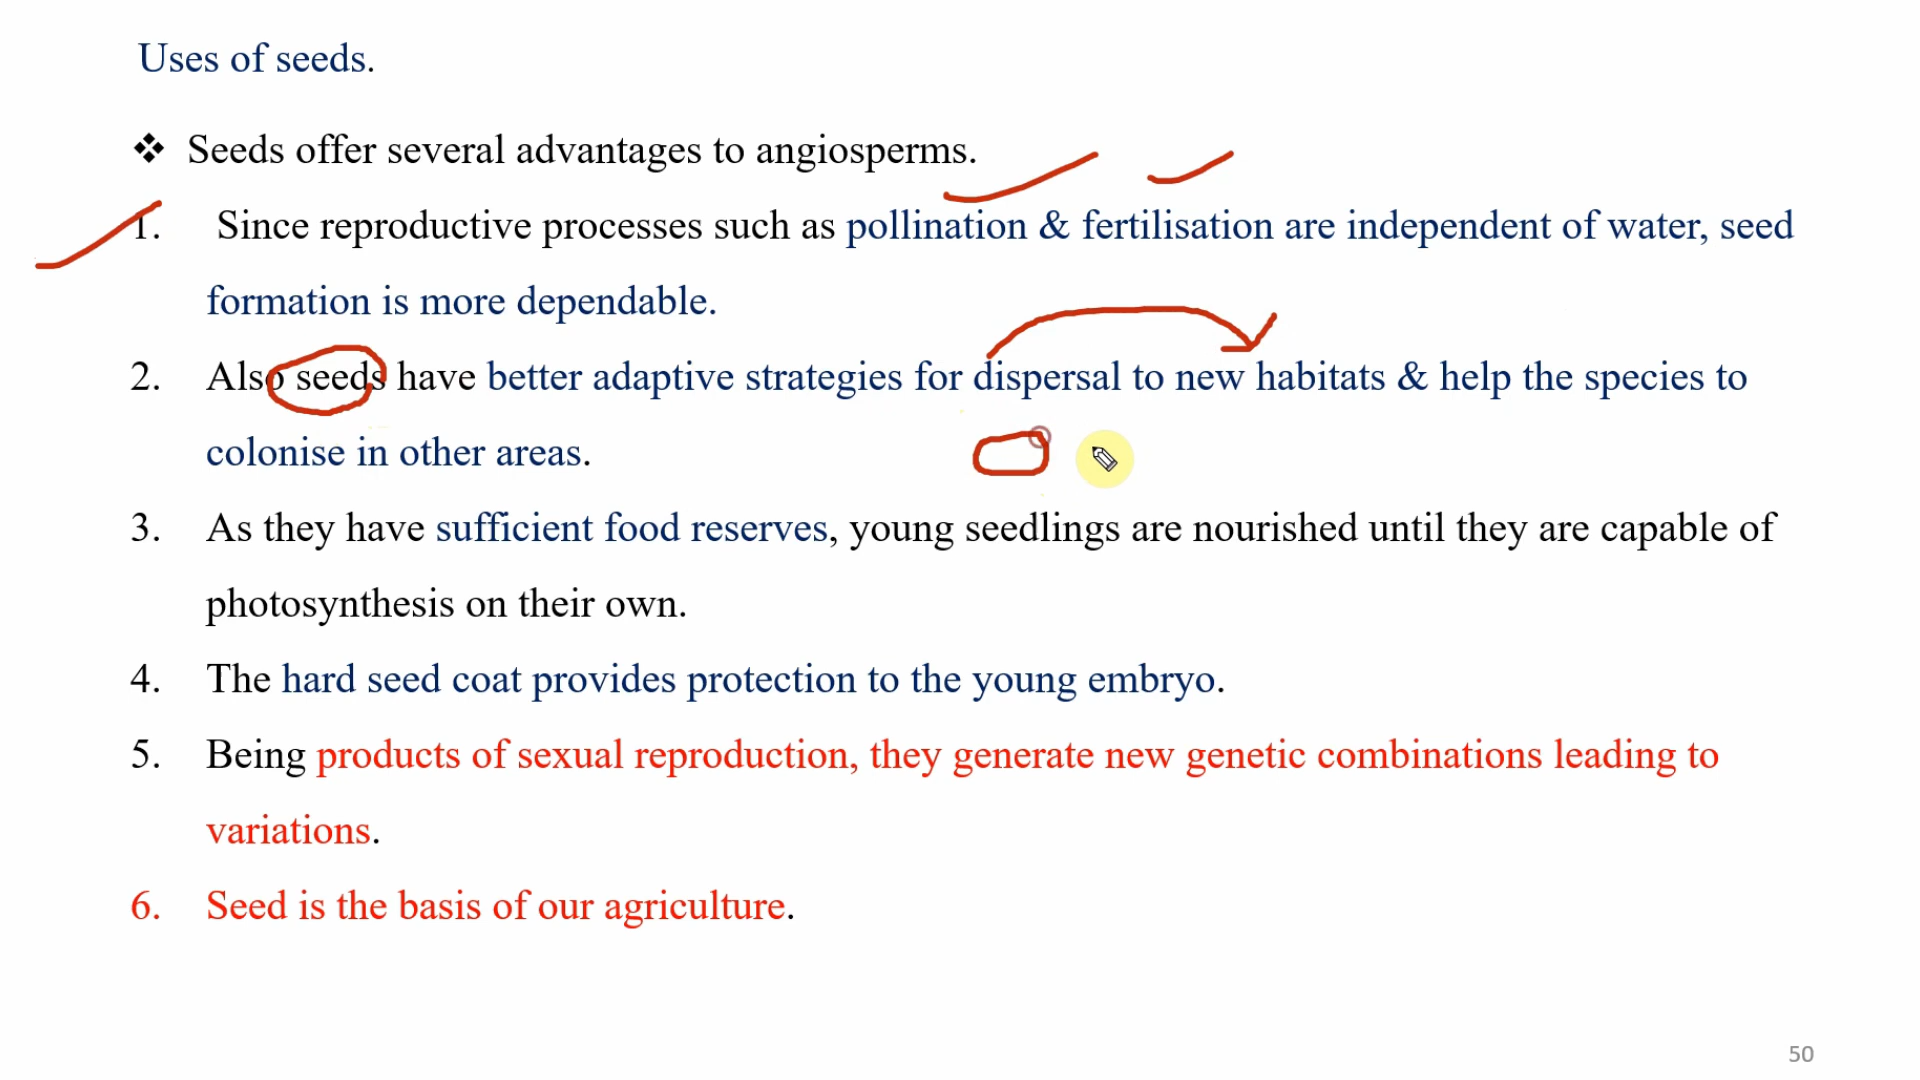 Uses of seeds.
❖ Seeds offer several advantages to angiosperms.
1. Since reproductive processes such as pollination & fertilisation are independent of water, seed
formation is more dependable.
2. Also seeds have better adaptive strategies for dispersal to new habitats & help the species to
colonise in other areas.
3. As they have sufficient food reserves, young seedlings are nourished until they are capable of
photosynthesis on their own.
4. The hard seed coat provides protection to the young embryo.
5. Being products of sexual reproduction, they generate new genetic combinations leading to
variations.
6. Seed is the basis of our agriculture.
50